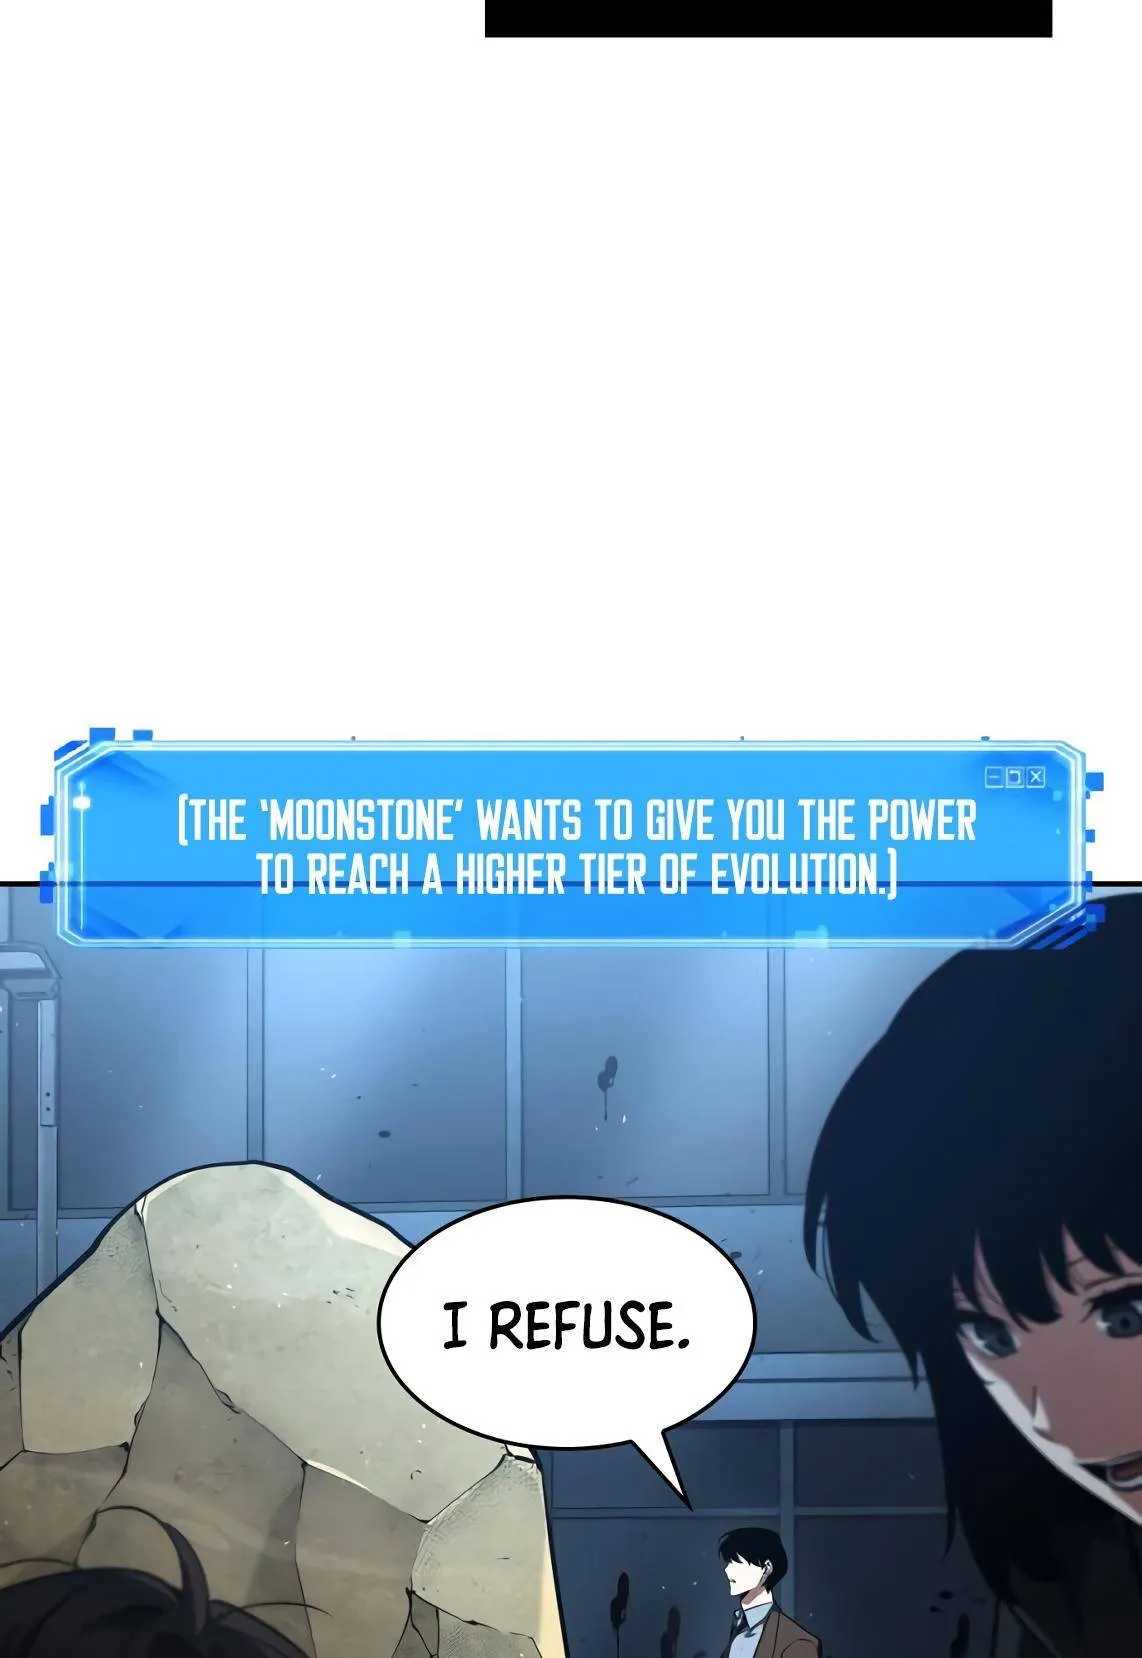 (THE ‘MOONSTONE’ WANTS TO GIVE YOU THE POWER
TO REACH A HIGHER TIER OF EVOLUTION.)
I REFUSE.